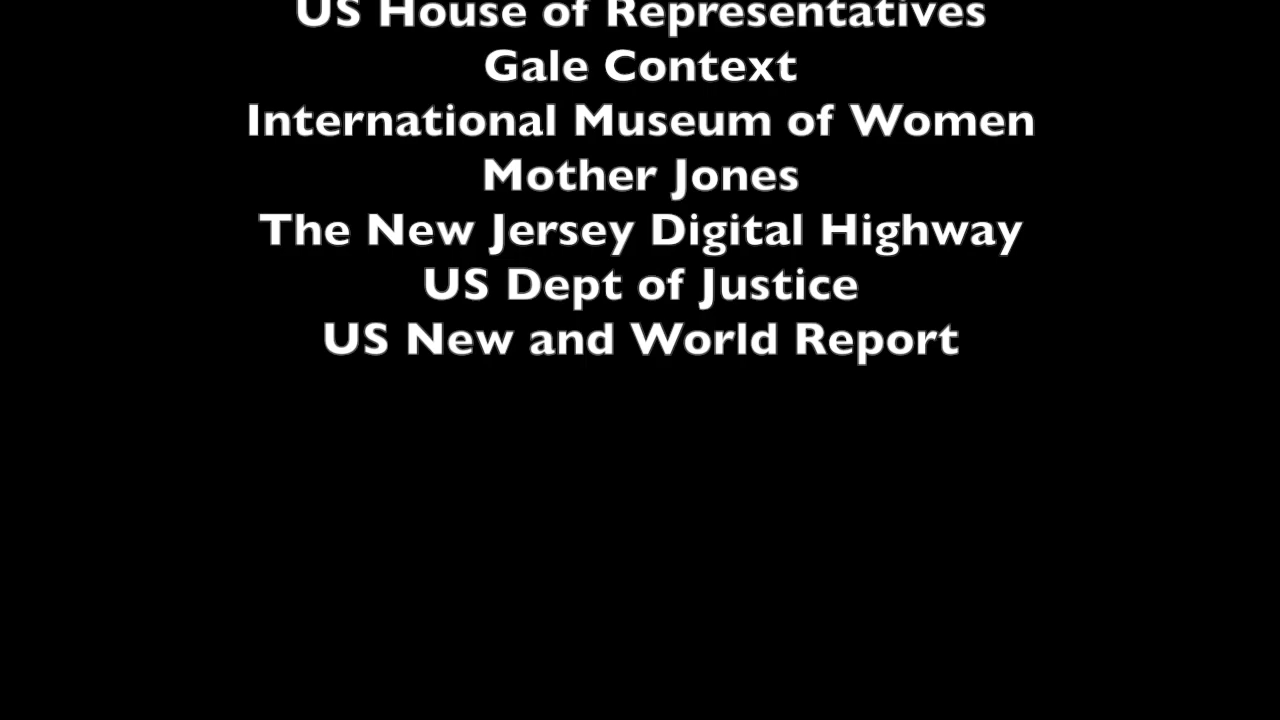 US House of Representatives
Gale Context
International Museum of Women
Mother Jones
The New Jersey Digital Highway
US Dept of Justice
US New and World Report